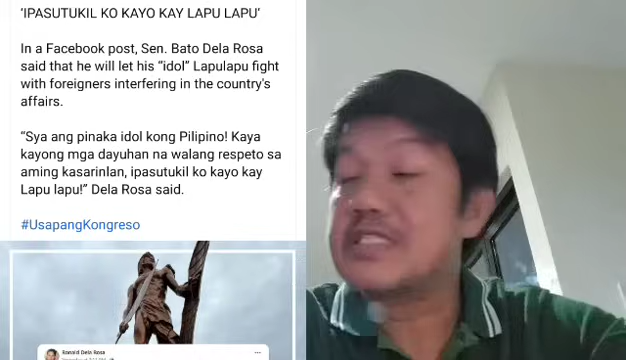 'IPASUTUKIL KO KAYO KAY LAPU LAPU'
In a Facebook post, Sen. Bato Dela Rosa
said that he will let his “idol” Lapulapu fight
with foreigners interfering in the country's
affairs.
“Sya ang pinaka idol kong Pilipino! Kaya
kayong mga dayuhan na walang respeto sa
aming kasarinlan, ipasutukil ko kayo kay
Lapu lapu!” Dela Rosa said.
#UsapangKongreso
Ronald Dela Rosa